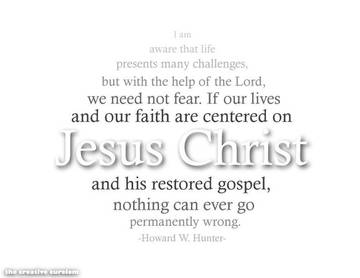 I am
aware that life
presents many challenges,
but with the help of the Lord,
we need not fear. If our lives
and our faith are centered on
Jesus Christ
and his restored gospel,
nothing can ever go
permanently wrong.
-Howard W. Hunter-
the creative